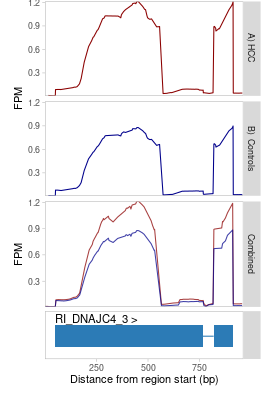 1.2
0.9
0.6
0.3
FPM
A) HCC
1.2
0.9
0.6
0.3
B) Controls
1.2
0.9
0.6
0.3
FPM
Combined
RI_DNAJC4_3 >
250 500 750
Distance from region start (bp)